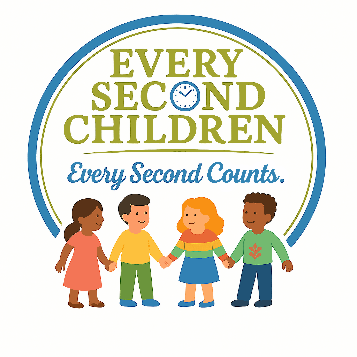 EVERY
SECOND
CHILDREN
Every Second Counts.